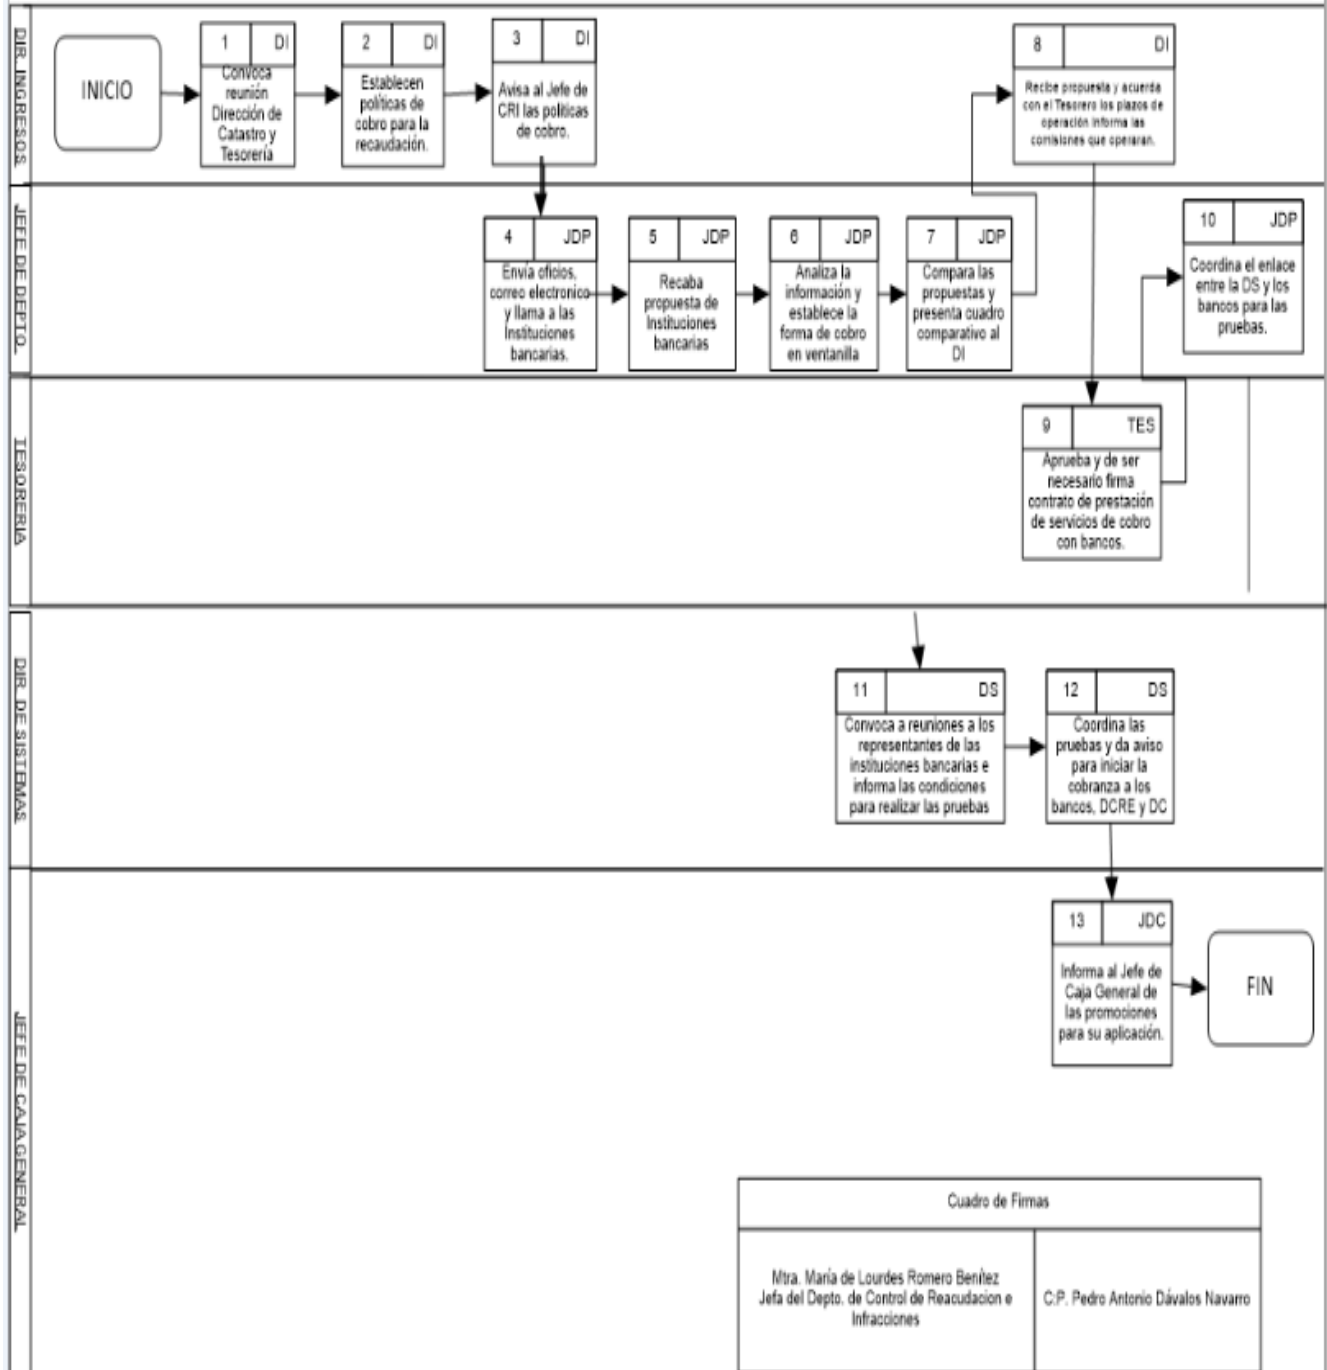 DIR. INGRESOS
INICIO
1 DI
Convoca
reunión
Dirección de
Catastro y
Tesorería
2 DI
Establecen
políticas de
cobro para la
recaudación.
3 DI
Avisa al Jefe de
CRI las políticas
de cobro.
8 DI
Recibe propuesta y acuerda
con el Tesorero los plazos de
operación informa las
comisiones que operaran.
JEFE DE DEPTO.
4 JDP
Envía oficios,
correo electronico
y llama a las
Instituciones
bancarias.
5 JDP
Recaba
propuesta de
Instituciones
bancarias
6 JDP
Analiza la
información y
establece la
forma de cobro
en ventanilla
7 JDP
Compara las
propuestas y
presenta cuadro
comparativo al
DI
10 JDP
Coordina el enlace
entre la DS y los
bancos para las
pruebas.
TESORERÍA
9 TES
Aprueba y de ser
necesario firma
contrato de prestación
de servicios de cobro
con bancos.
DIR. DE SISTEMAS
11 DS
Convoca a reuniones a los
representantes de las
instituciones bancarias e
informa las condiciones
para realizar las pruebas
12 DS
Coordina las
pruebas y da aviso
para iniciar la
cobranza a los
bancos, DCRE y DC
JEFE DE CAJA GENERAL
13 JDC
Informa al Jefe de
Caja General de
las promociones
para su aplicación.
FIN
Cuadro de Firmas
Mtra. María de Lourdes Romero Benítez
Jefa del Depto. de Control de Reacudacion e
Infracciones
C:P. Pedro Antonio Dávalos Navarro